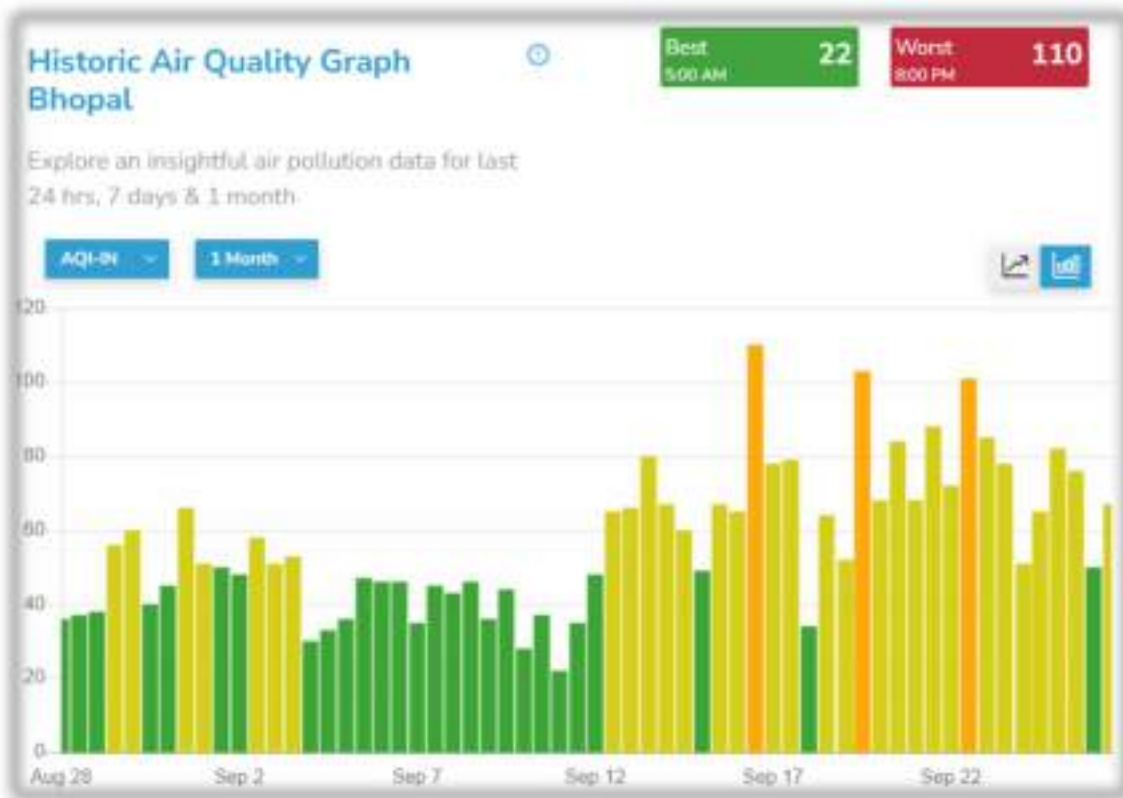 Historic Air Quality Graph
Bhopal
Best
22
5:00 AM
Worst
110
8:00 PM
Explore an insightful air pollution data for last
24 hrs, 7 days & 1 month
AQI-IN
1 Month
120
100
80
60
40
20
0
Aug 28
Sep 2
Sep 7
Sep 12
Sep 17
Sep 22